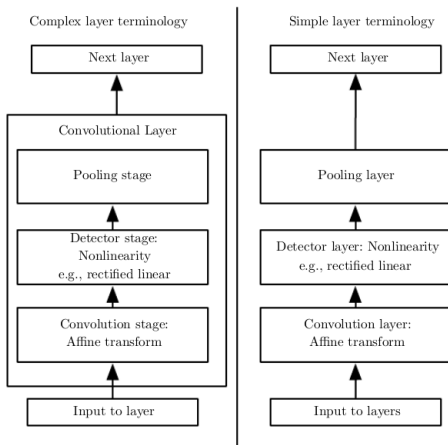 Complex layer terminology
Next layer
Convolutional Layer
Pooling stage
Detector stage:
Nonlinearity
e.g., rectified linear
Convolution stage:
Affine transform
Input to layer
Simple layer terminology
Next layer
Pooling layer
Detector layer: Nonlinearity
e.g., rectified linear
Convolution layer:
Affine transform
Input to layers